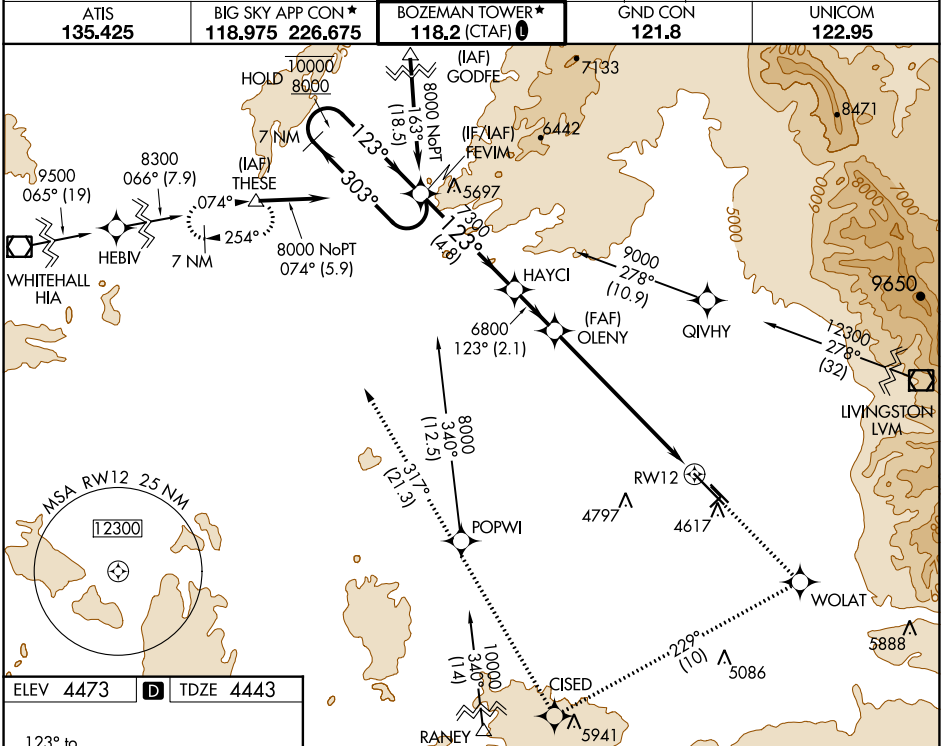 ATIS
135.425
BIG SKY APP CON★
118.975 226.675
BOZEMAN TOWER★
118.2 (CTAF) L
GND CON
121.8
UNICOM
122.95
HOLD
10000
8000
7 NM
123°
303°
(IAF)
GODFE
8000 NoPT
163°
(18.5)
(IF/IAF)
FEVIM
7133
6442
5697
8471
8000
7000
7000
6000
5000
9650
9500
065° (19)
8300
066° (7.9)
(IAF)
THESE
074°
254°
7 NM
8000 NoPT
074° (5.9)
WHITEHALL
HIA
HEBIV
7300
123°
(4.8)
HAYCI
6800
123° (2.1)
(FAF)
OLENY
9000
278°
(10.9)
QIVHY
12300
278°
(32)
LIVINGSTON
LVM
8000
340°
(12.5)
317°
(21.3)
POPWI
RW12
4797
4617
WOLAT
229°
(10)
5086
5888
MSA RW12 25 NM
12300
10000
340°
(14)
RANEY
CISED
5941
ELEV 4473
D
TDZE 4443
123° to